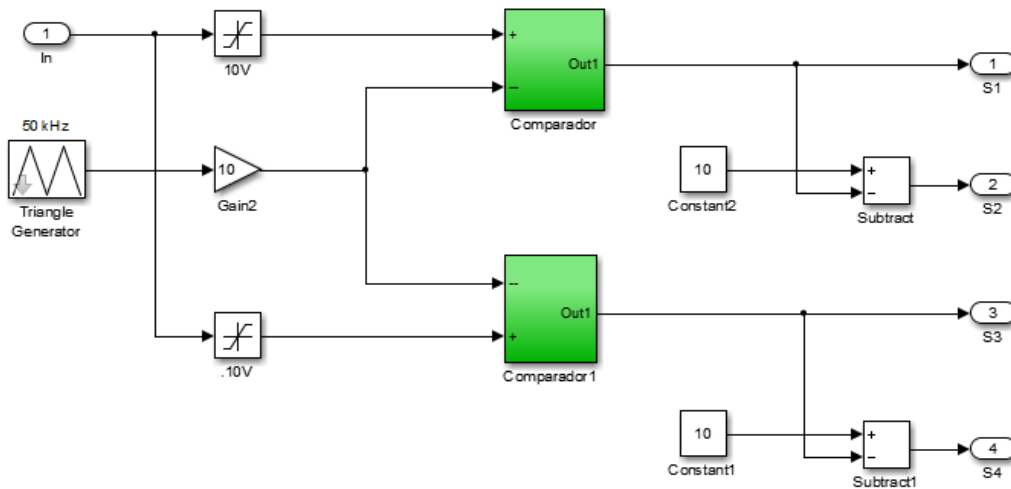 1
In
10V
+
−
Out1
Comparador
1
S1
50 kHz
Triangle
Generator
10
Gain2
10
Constant2
+
−
Subtract
2
S2
−
+
Out1
Comparador1
3
S3
.10V
10
Constant1
+
−
Subtract1
4
S4